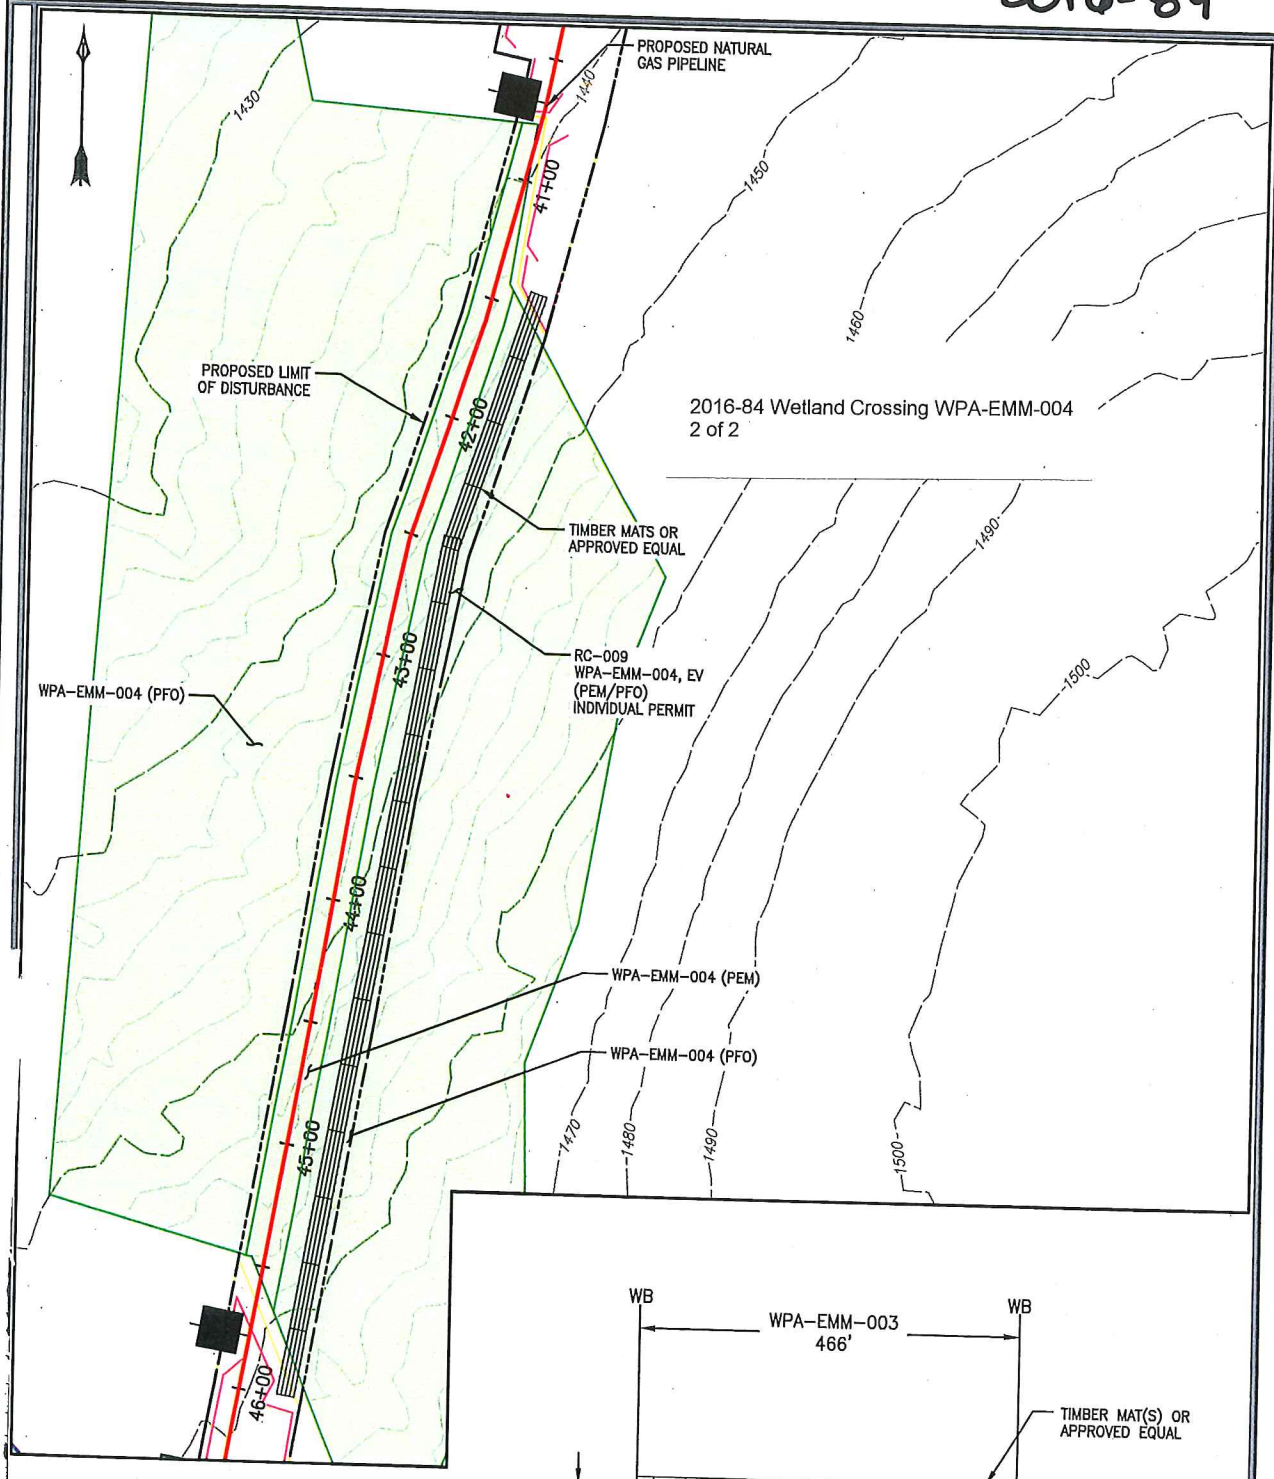 2016-84
PROPOSED NATURAL
GAS PIPELINE
1430
1440
1450
41+00
1460
PROPOSED LIMIT
OF DISTURBANCE
2016-84 Wetland Crossing WPA-EMM-004
2 of 2
42+00
TIMBER MATS OR
APPROVED EQUAL
1490
43+00
RC-009
WPA-EMM-004, EV
(PEM/PFO)
INDIVIDUAL PERMIT
1500
WPA-EMM-004 (PFO)
44+00
WPA-EMM-004 (PEM)
WPA-EMM-004 (PFO)
45+00
1470
1480
1490
1500
WB
WPA-EMM-003
466'
WB
46+00
TIMBER MAT(S) OR
APPROVED EQUAL